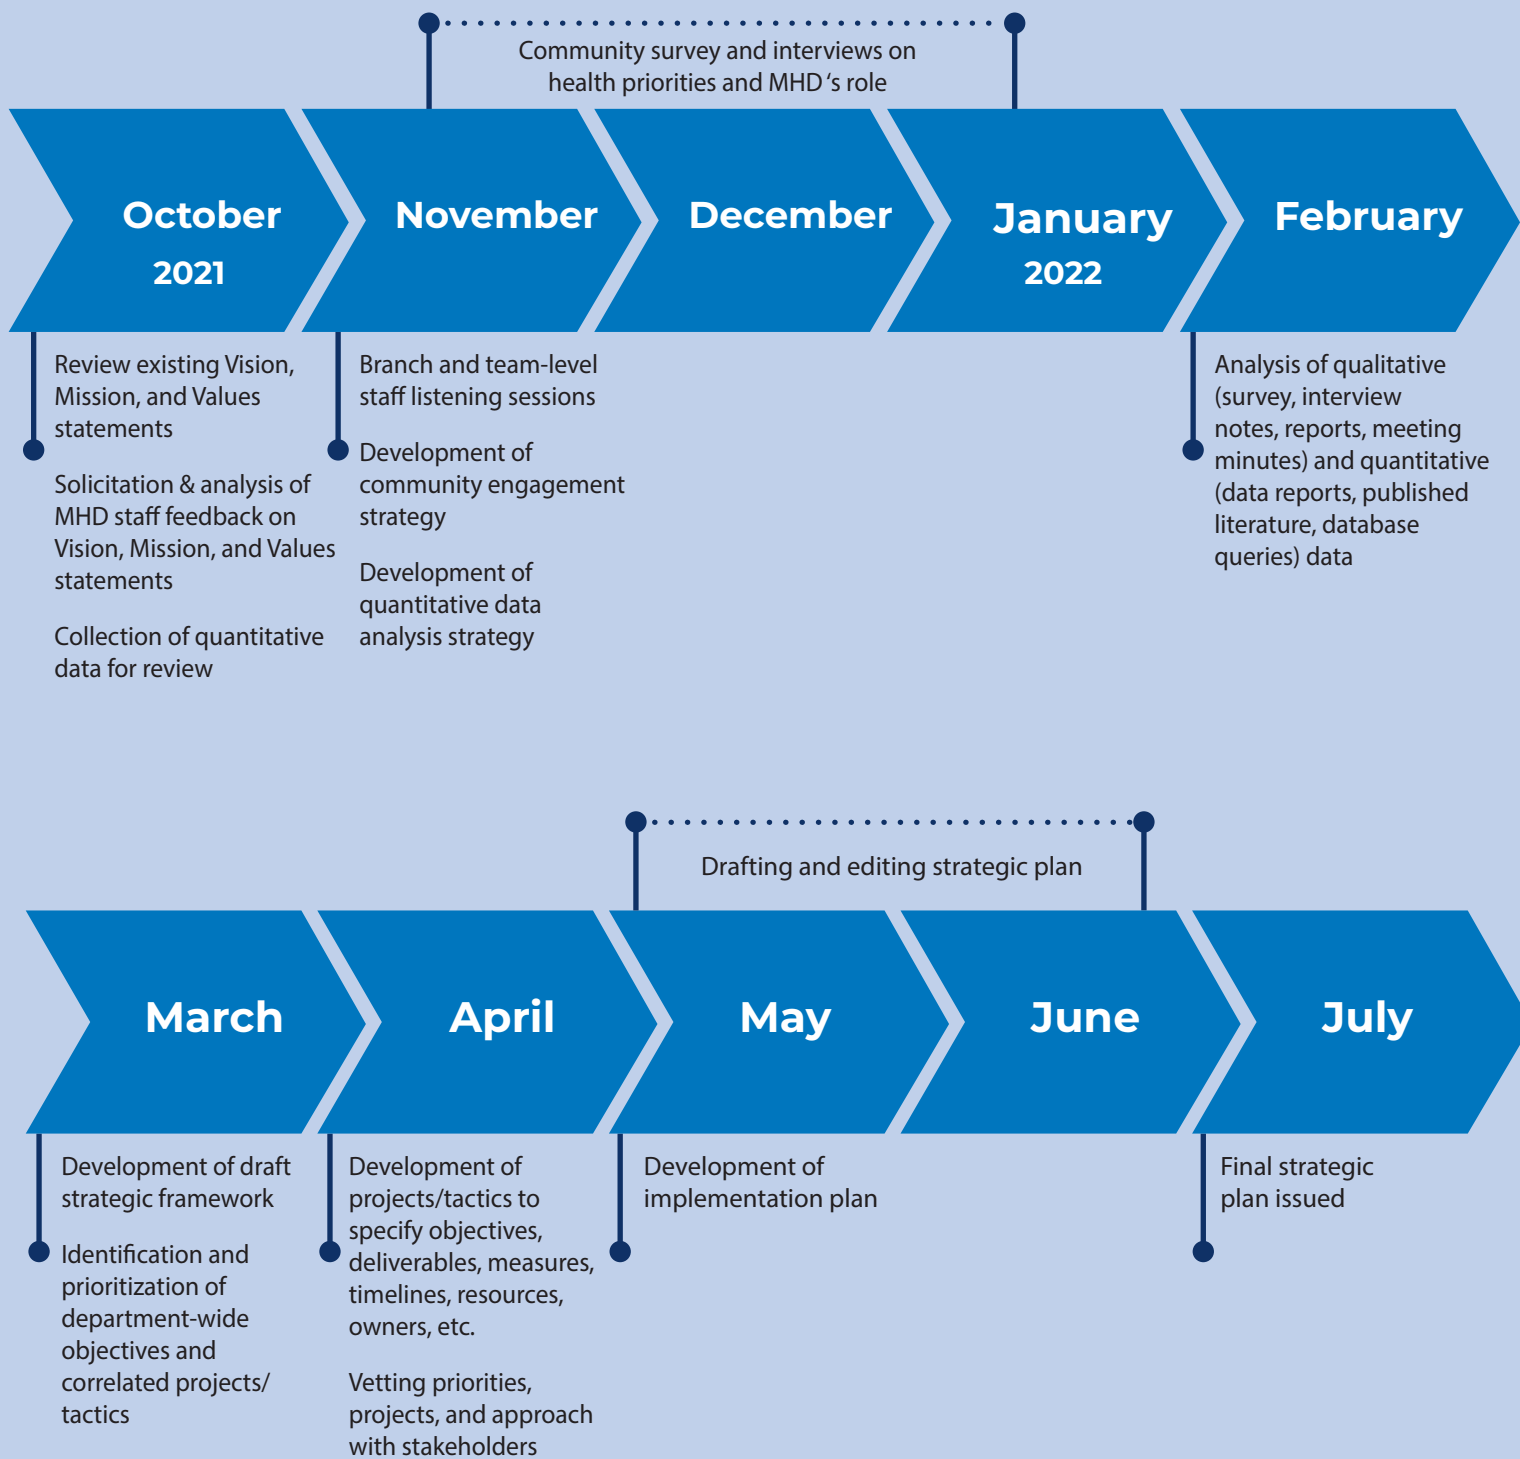 Community survey and interviews on
health priorities and MHD 's role
October
2021
November
December
January
2022
February
Review existing Vision,
Mission, and Values
statements
Solicitation & analysis of
MHD staff feedback on
Vision, Mission, and Values
statements
Collection of quantitative
data for review
Branch and team-level
staff listening sessions
Development of
community engagement
strategy
Development of
quantitative data
analysis strategy
Analysis of qualitative
(survey, interview
notes, reports, meeting
minutes) and quantitative
(data reports, published
literature, database
queries) data
Drafting and editing strategic plan
March
April
May
June
July
Development of draft
strategic framework
Identification and
prioritization of
department-wide
objectives and
correlated projects/
tactics
Development of
projects/tactics to
specify objectives,
deliverables, measures,
timelines, resources,
owners, etc.
Vetting priorities,
projects, and approach
with stakeholders
Development of
implementation plan
Final strategic
plan issued